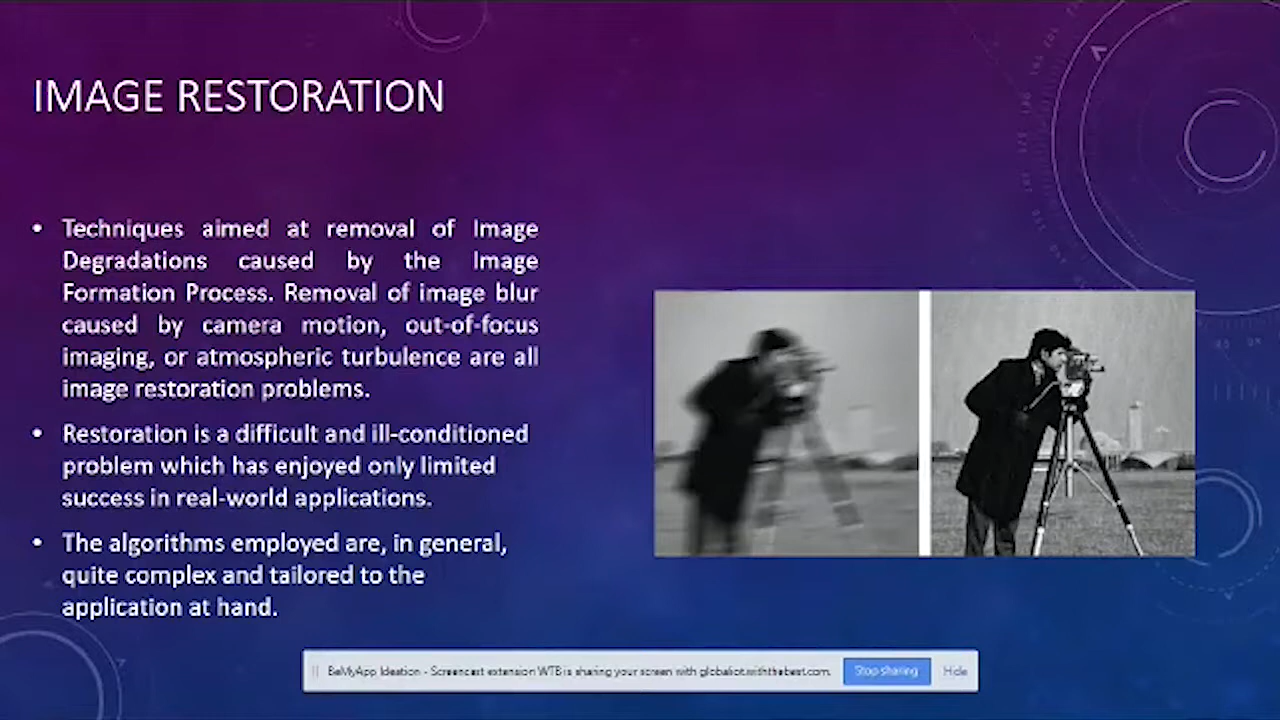 IMAGE RESTORATION
• Techniques aimed at removal of Image
Degradations caused by the Image
Formation Process. Removal of image blur
caused by camera motion, out-of-focus
imaging, or atmospheric turbulence are all
image restoration problems.
• Restoration is a difficult and ill-conditioned
problem which has enjoyed only limited
success in real-world applications.
• The algorithms employed are, in general,
quite complex and tailored to the
application at hand.
BeMyApp Ideation - Screencast extension WTB is sharing your screen with globaliot.withthebest.com. Stop sharing Hide